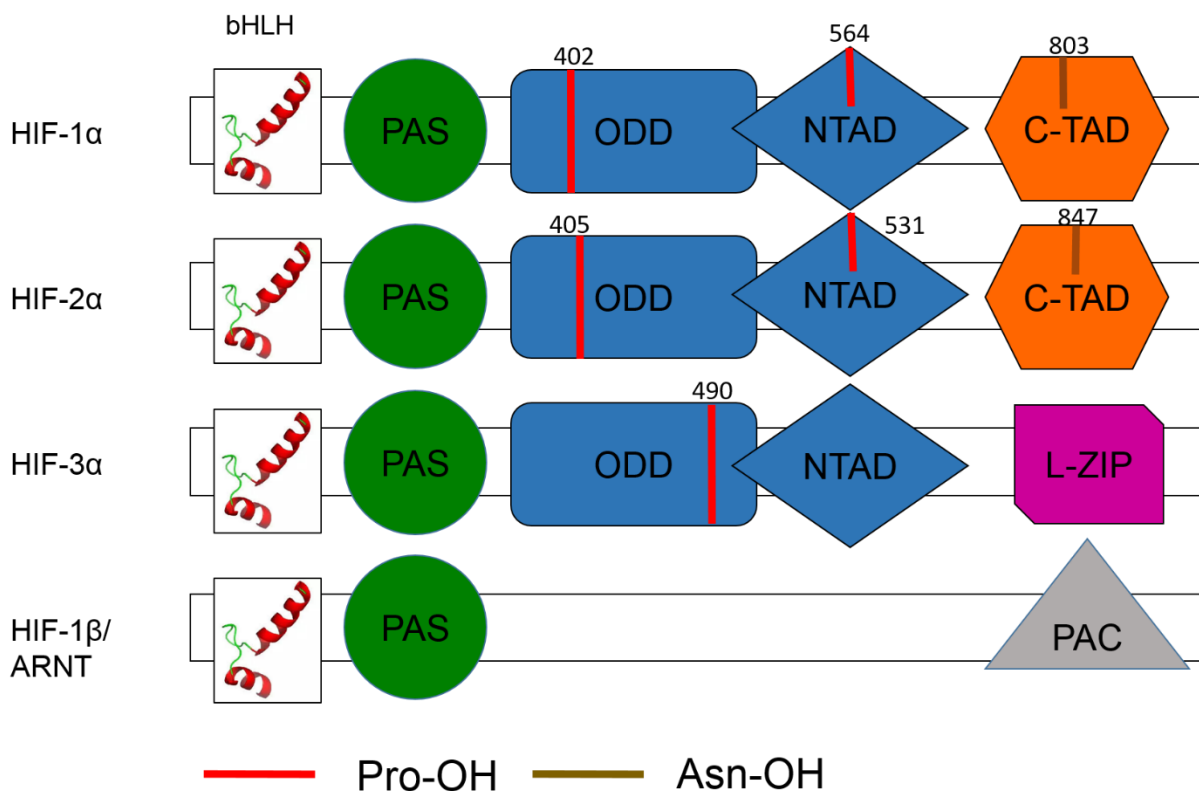 bHLH
402
564
803
HIF-1α
PAS
ODD
NTAD
C-TAD
405
531
847
HIF-2α
PAS
ODD
NTAD
C-TAD
490
HIF-3α
PAS
ODD
NTAD
L-ZIP
HIF-1β/
ARNT
PAS
PAC
Pro-OH
Asn-OH